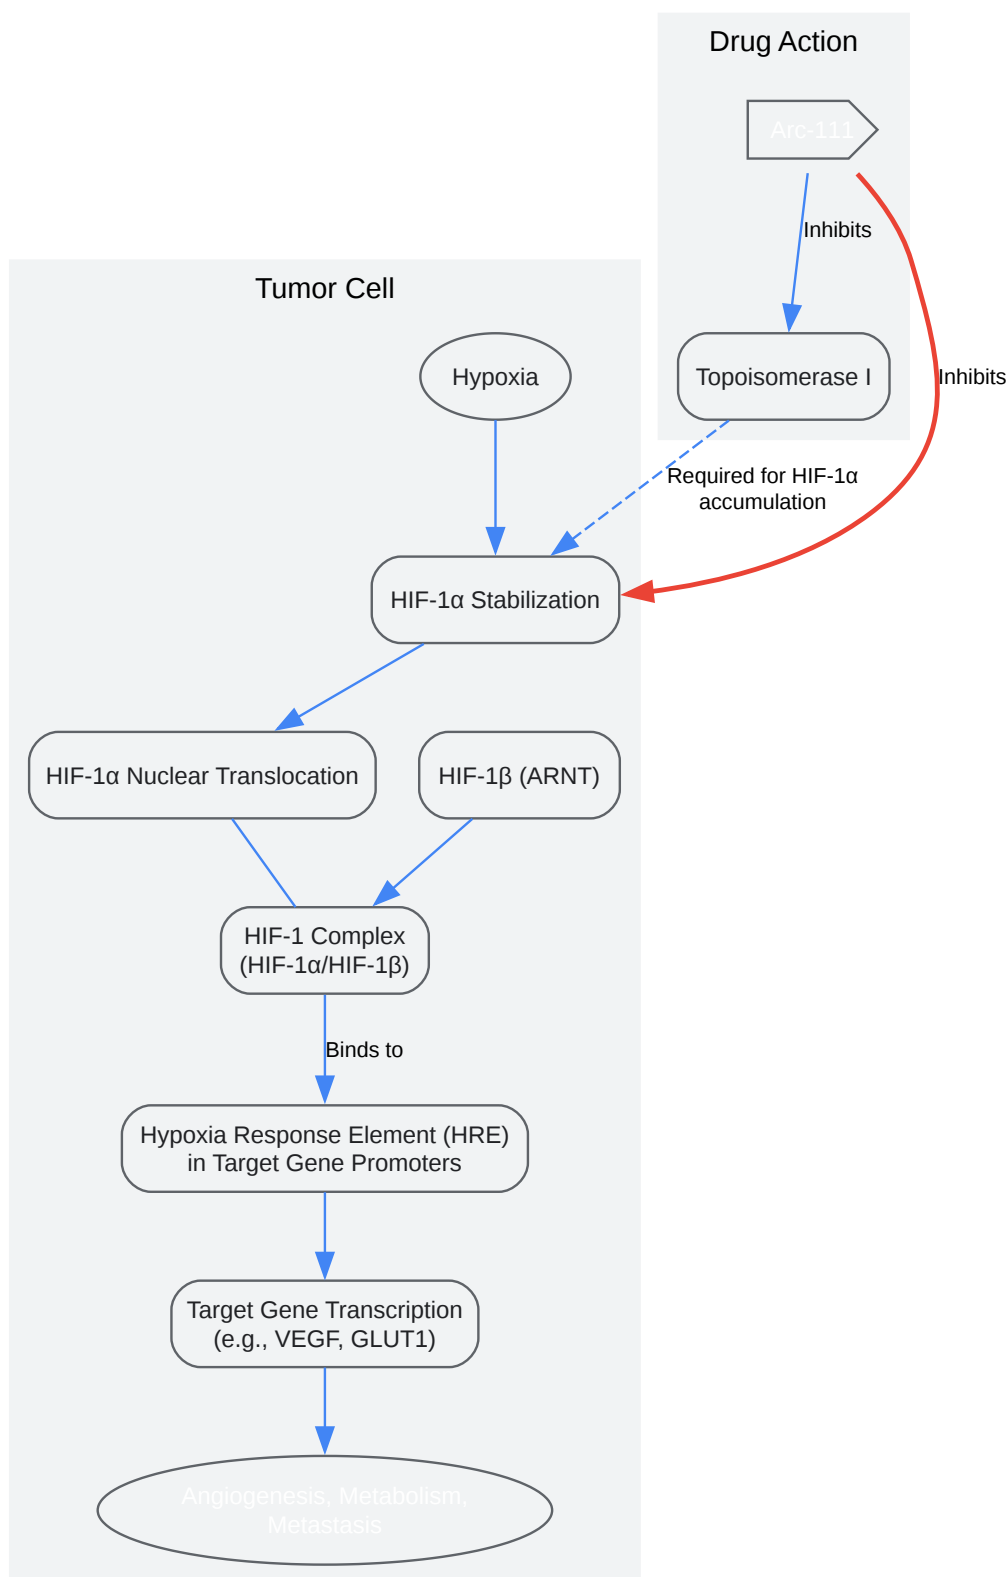 Drug Action
Arc-111
Inhibits
Tumor Cell
Hypoxia
Topoisomerase I
Inhibits
Required for HIF-1α
accumulation
HIF-1α Stabilization
HIF-1α Nuclear Translocation
HIF-1β (ARNT)
HIF-1 Complex
(HIF-1α/HIF-1β)
Binds to
Hypoxia Response Element (HRE)
in Target Gene Promoters
Target Gene Transcription
(e.g., VEGF, GLUT1)
Angiogenesis, Metabolism,
Metastasis